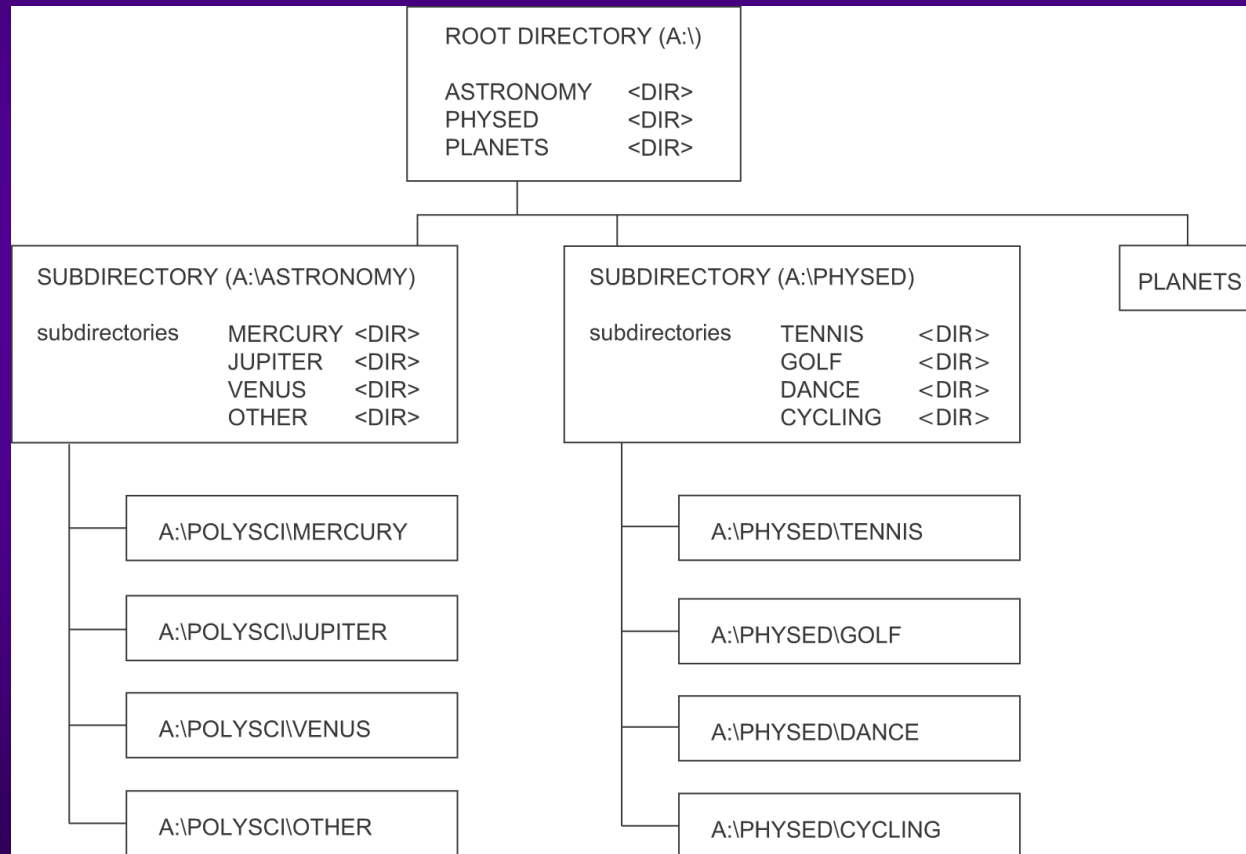 ROOT DIRECTORY (A:\)
ASTRONOMY <DIR>
PHYSED <DIR>
PLANETS <DIR>
SUBDIRECTORY (A:\ASTRONOMY)
subdirectories MERCURY <DIR>
JUPITER <DIR>
VENUS <DIR>
OTHER <DIR>
A:\POLYSCI\MERCURY
A:\POLYSCI\JUPITER
A:\POLYSCI\VENUS
A:\POLYSCI\OTHER
SUBDIRECTORY (A:\PHYSED)
subdirectories TENNIS <DIR>
GOLF <DIR>
DANCE <DIR>
CYCLING <DIR>
A:\PHYSED\TENNIS
A:\PHYSED\GOLF
A:\PHYSED\DANCE
A:\PHYSED\CYCLING
PLANETS